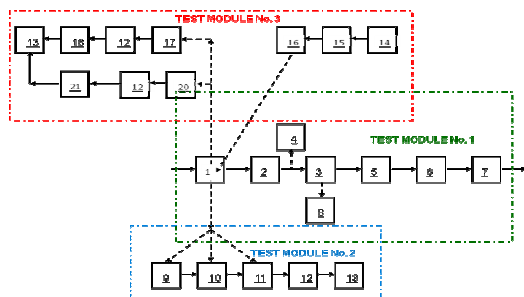 TEST MODULE No. 3
13 18 12 17 16 15 14
21 12 20
4
TEST MODULE No. 1
1 2 3 5 6 7
8
TEST MODULE No. 2
9 10 11 12 13